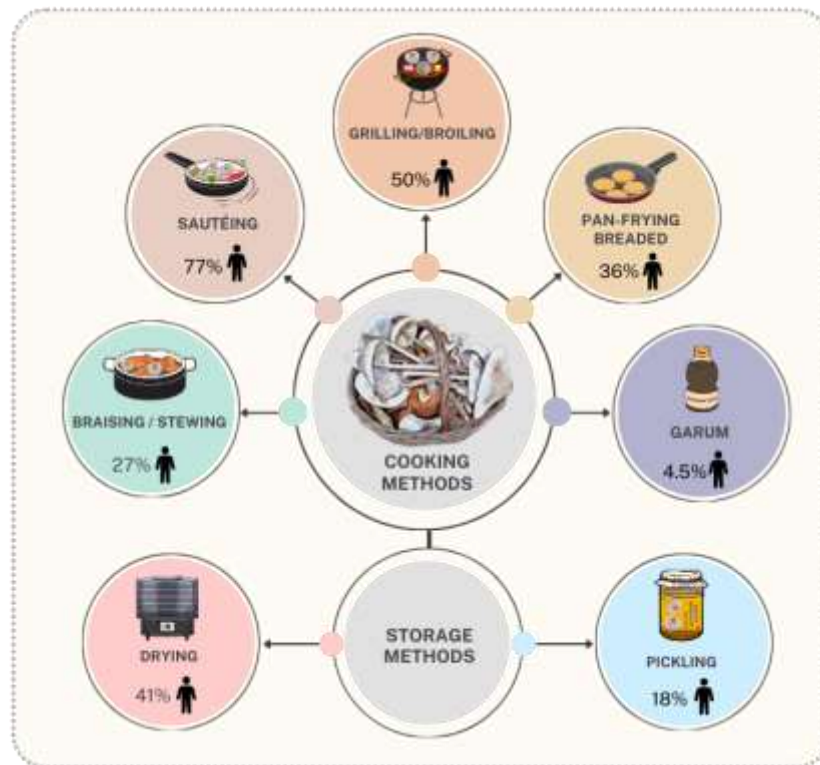 GRILLING/BROILING
50%
SAUTÉING
77%
PAN-FRYING
BREADED
36%
BRAISING / STEWING
27%
COOKING
METHODS
GARUM
4.5%
DRYING
41%
STORAGE
METHODS
PICKLING
18%